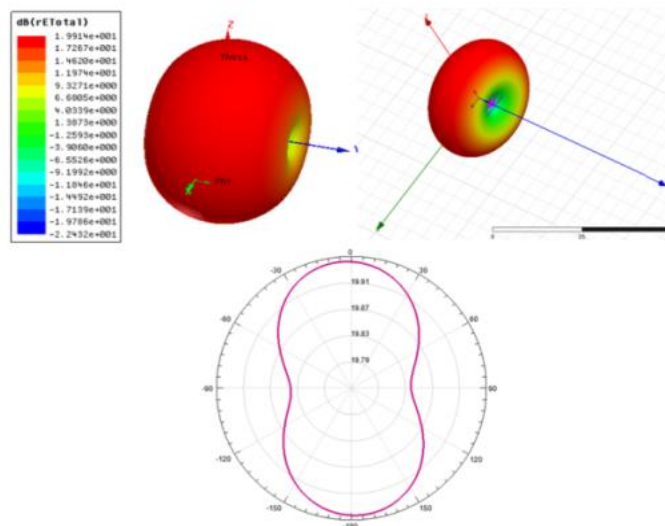 dB(rETotal)
1.9914e+001
1.7267e+001
1.4620e+001
1.1974e+001
9.3271e+000
6.6805e+000
4.0339e+000
1.3873e+000
-1.2593e+000
-3.9060e+000
-6.5526e+000
-9.1992e+000
-1.1846e+001
-1.4492e+001
-1.7139e+001
-1.9786e+001
-2.2432e+001
Z
Theta
Y
Phi
X
0
-30
30
19.91
-60
19.87
60
19.83
19.79
-90
90
-120
120
-150
150